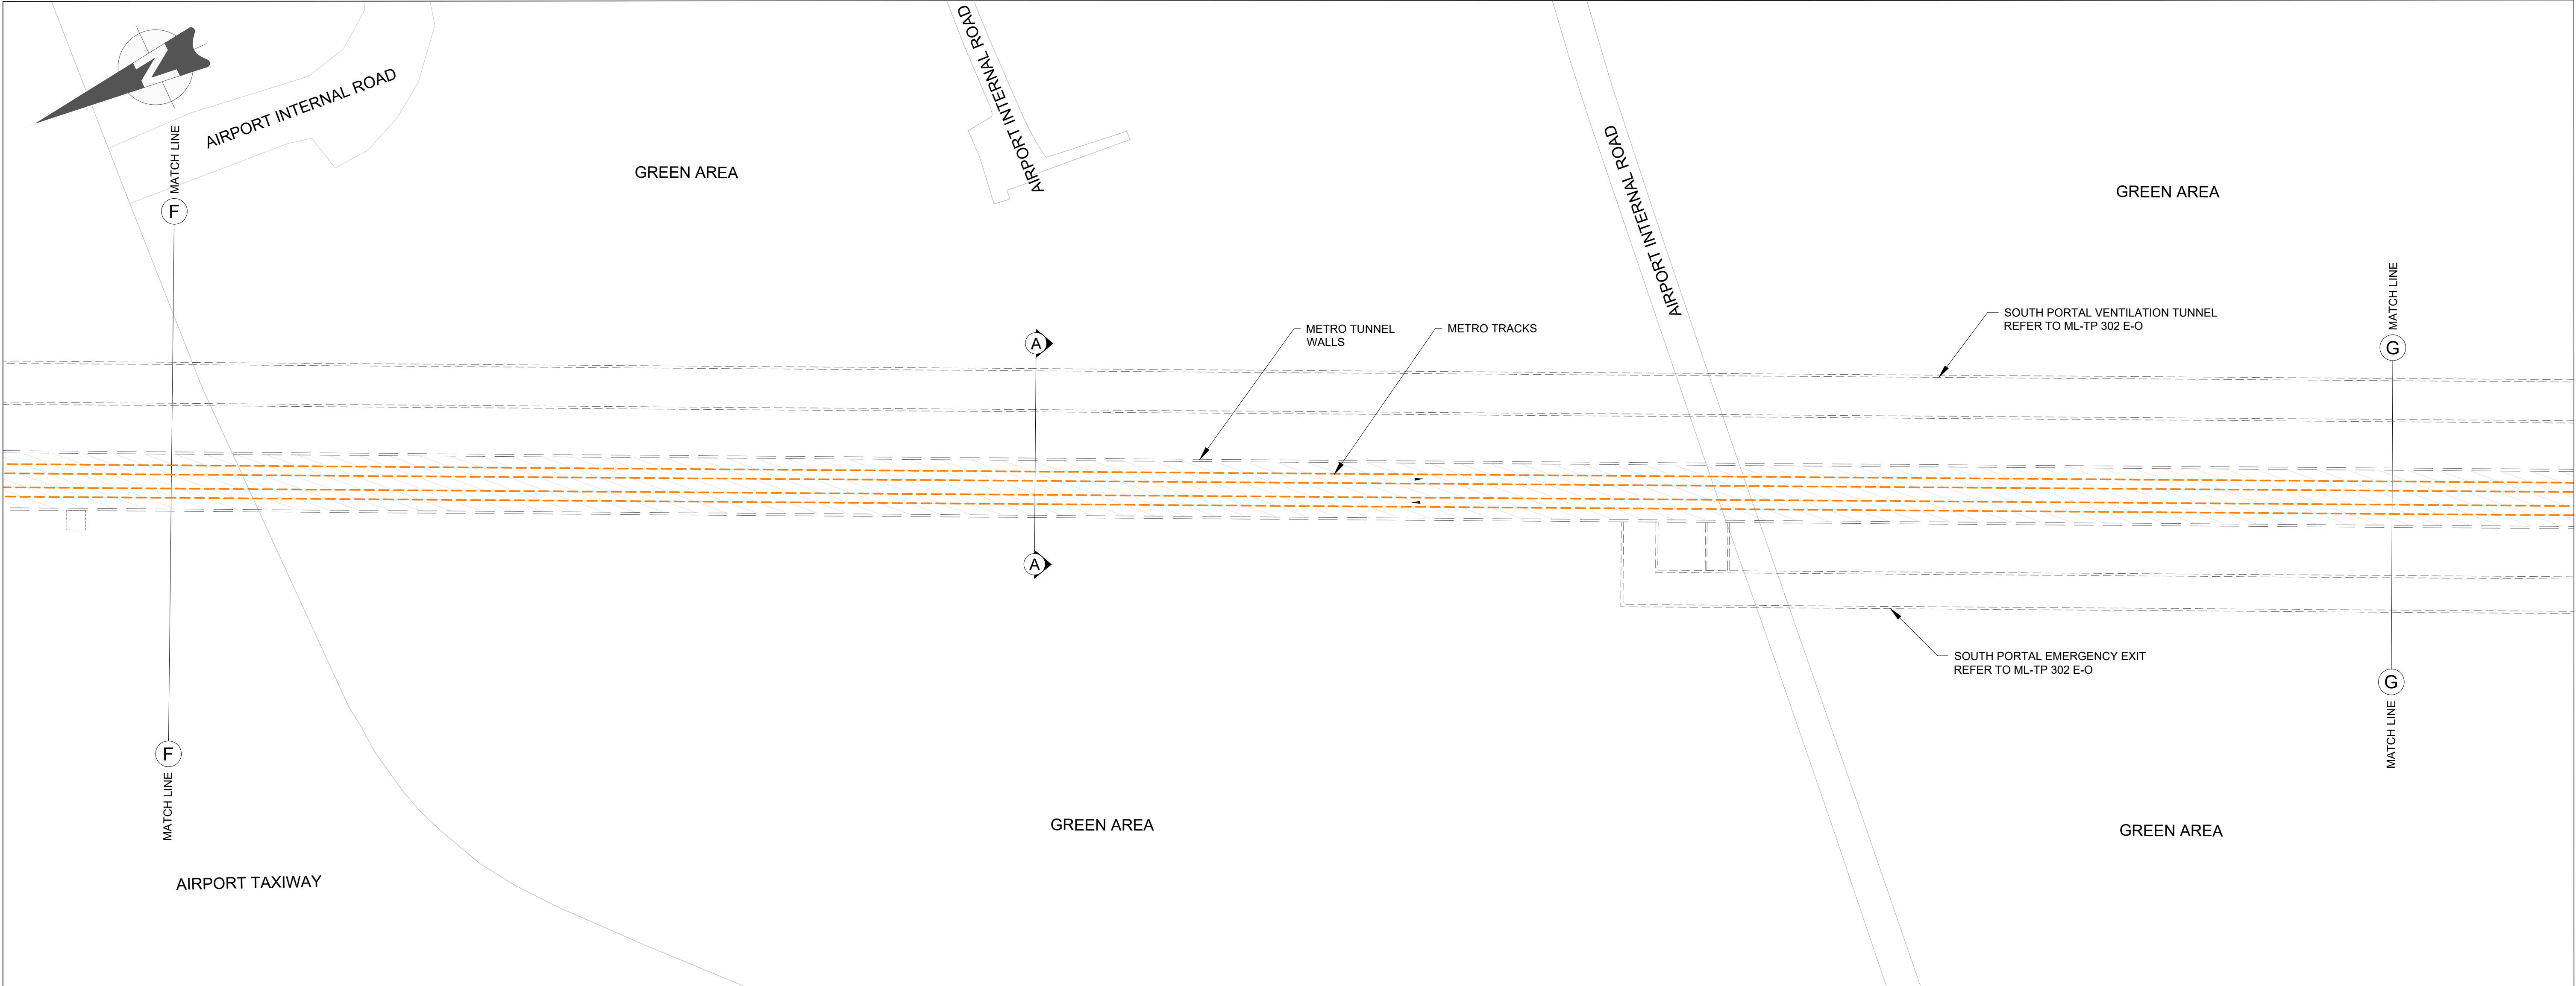 N
AIRPORT INTERNAL ROAD
AIRPORT INTERNAL ROAD
AIRPORT INTERNAL ROAD
MATCH LINE
F
GREEN AREA
GREEN AREA
MATCH LINE
G
A
METRO TUNNEL
WALLS
METRO TRACKS
SOUTH PORTAL VENTILATION TUNNEL
REFER TO ML-TP 302 E-O
A
SOUTH PORTAL EMERGENCY EXIT
REFER TO ML-TP 302 E-O
G
MATCH LINE
F
MATCH LINE
GREEN AREA
GREEN AREA
AIRPORT TAXIWAY